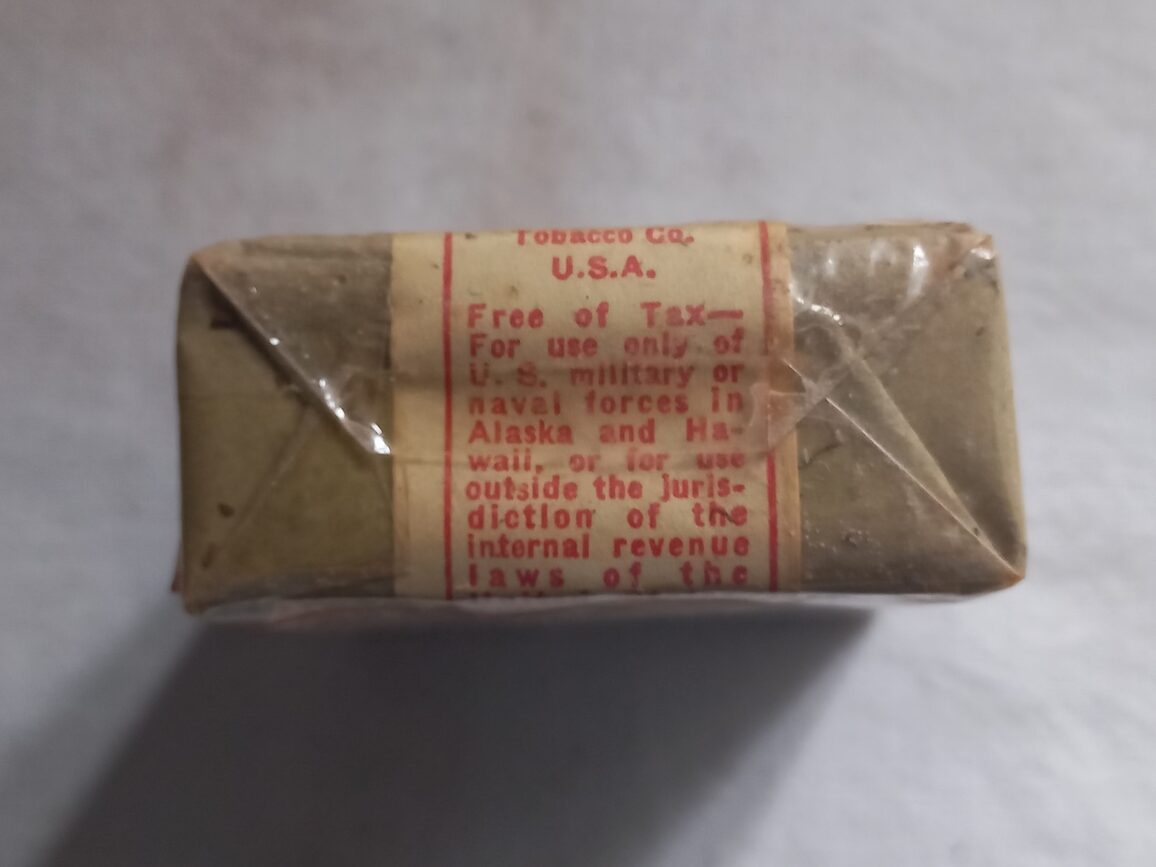 Tobacco Co.
U.S.A.
Free of Tax—
For use only of
U. S. military or
naval forces in
Alaska and Ha-
waii, or for use
outside the juris-
diction of the
internal revenue
laws of the